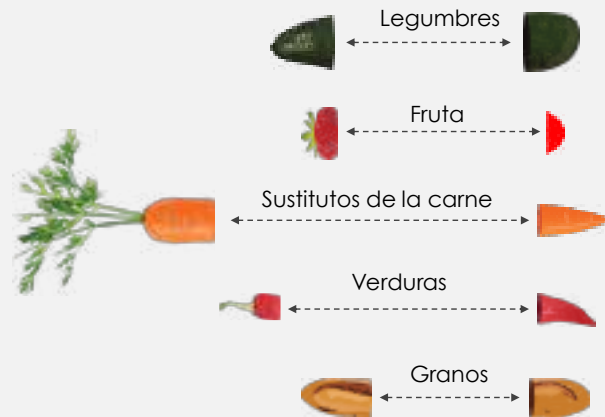 Legumbres
Fruta
Sustitutos de la carne
Verduras
Granos